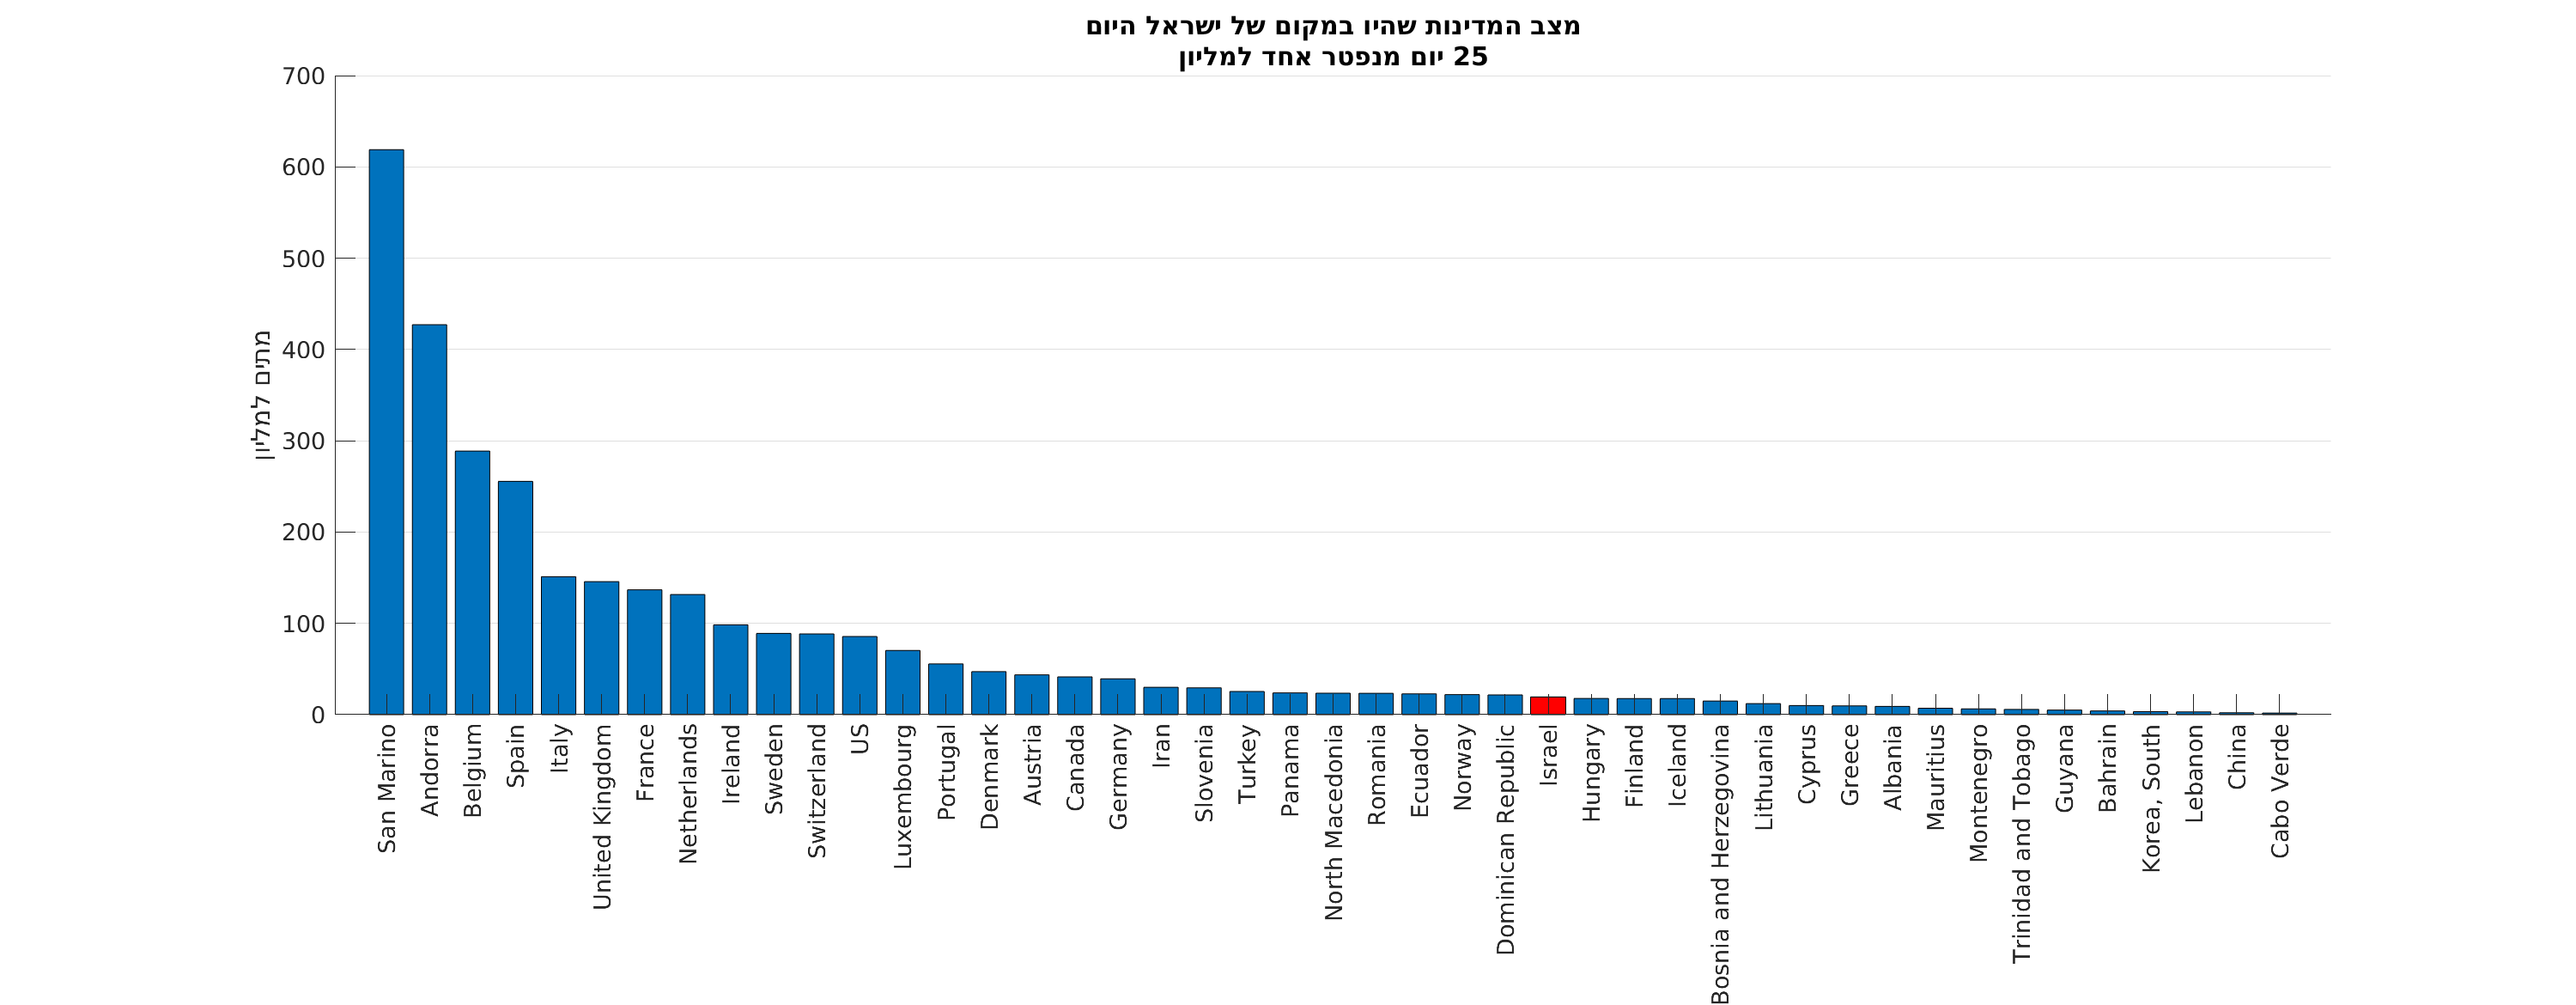 מצב המדינות שהיו במקום של ישראל היום
25 יום מנפטר אחד למליון
מתים למליון
700
600
500
400
300
200
100
0
San Marino
Andorra
Belgium
Spain
Italy
United Kingdom
France
Netherlands
Ireland
Sweden
Switzerland
US
Luxembourg
Portugal
Denmark
Austria
Canada
Germany
Iran
Slovenia
Turkey
Panama
North Macedonia
Romania
Ecuador
Norway
Dominican Republic
Israel
Hungary
Finland
Iceland
Bosnia and Herzegovina
Lithuania
Cyprus
Greece
Albania
Mauritius
Montenegro
Trinidad and Tobago
Guyana
Bahrain
Korea, South
Lebanon
China
Cabo Verde